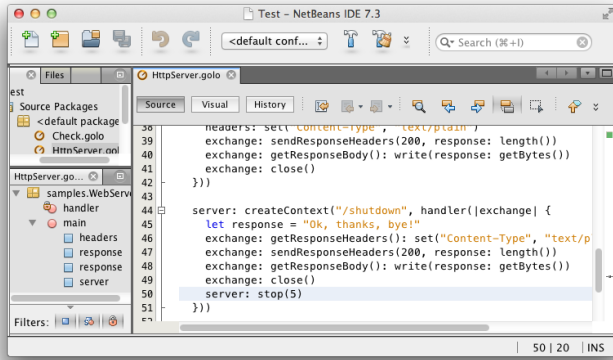 Test – NetBeans IDE 7.3
<default conf...
Search (⌘+I)
Files
est
Source Packages
<default package
Check.golo
HttpServer.gol
HttpServer.go...
samples.WebServe
handler
main
headers
response
response
server
Filters:
HttpServer.golo
Source Visual History
38 headers: set("Content-Type", "text/plain")
39 exchange: sendResponseHeaders(200, response: length())
40 exchange: getResponseBody(): write(response: getBytes())
41 exchange: close()
42 }))
43
44 server: createContext("/shutdown", handler(|exchange| {
45 let response = "Ok, thanks, bye!"
46 exchange: getResponseHeaders(): set("Content-Type", "text/p
47 exchange: sendResponseHeaders(200, response: length())
48 exchange: getResponseBody(): write(response: getBytes())
49 exchange: close()
50 server: stop(5)
51 }))
52
50 | 20 INS